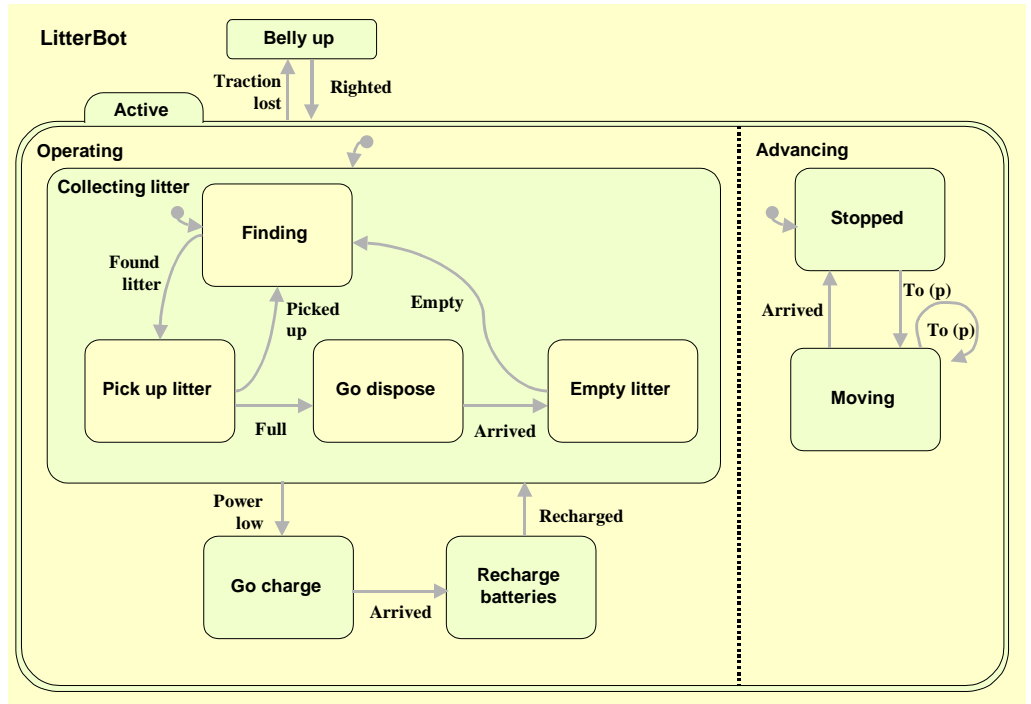 LitterBot
Belly up
Traction
lost
Righted
Active
Operating
Advancing
Collecting litter
Finding
Stopped
Found
litter
Picked
up
Empty
Arrived
To (p)
To (p)
Pick up litter
Go dispose
Empty litter
Moving
Full
Arrived
Power
low
Recharged
Go charge
Recharge
batteries
Arrived